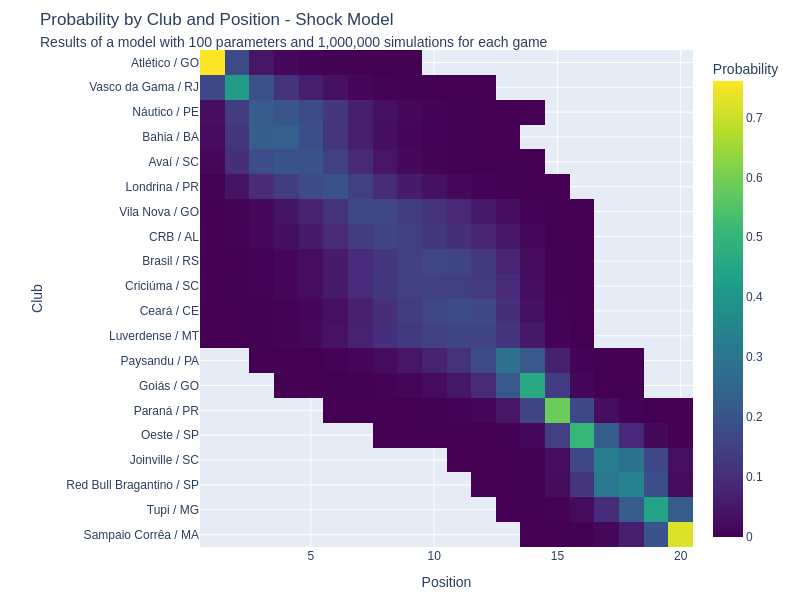 Probability by Club and Position - Shock Model
Results of a model with 100 parameters and 1,000,000 simulations for each game
Probability
Atlético / GO
Vasco da Gama / RJ
Náutico / PE
Bahia / BA
Avaí / SC
Londrina / PR
Vila Nova / GO
CRB / AL
Brasil / RS
Criciúma / SC
Ceará / CE
Luverdense / MT
Paysandu / PA
Goiás / GO
Paraná / PR
Oeste / SP
Joinville / SC
Red Bull Bragantino / SP
Tupi / MG
Sampaio Corrêa / MA
Club
5
10
15
20
Position
0.7
0.6
0.5
0.4
0.3
0.2
0.1
0